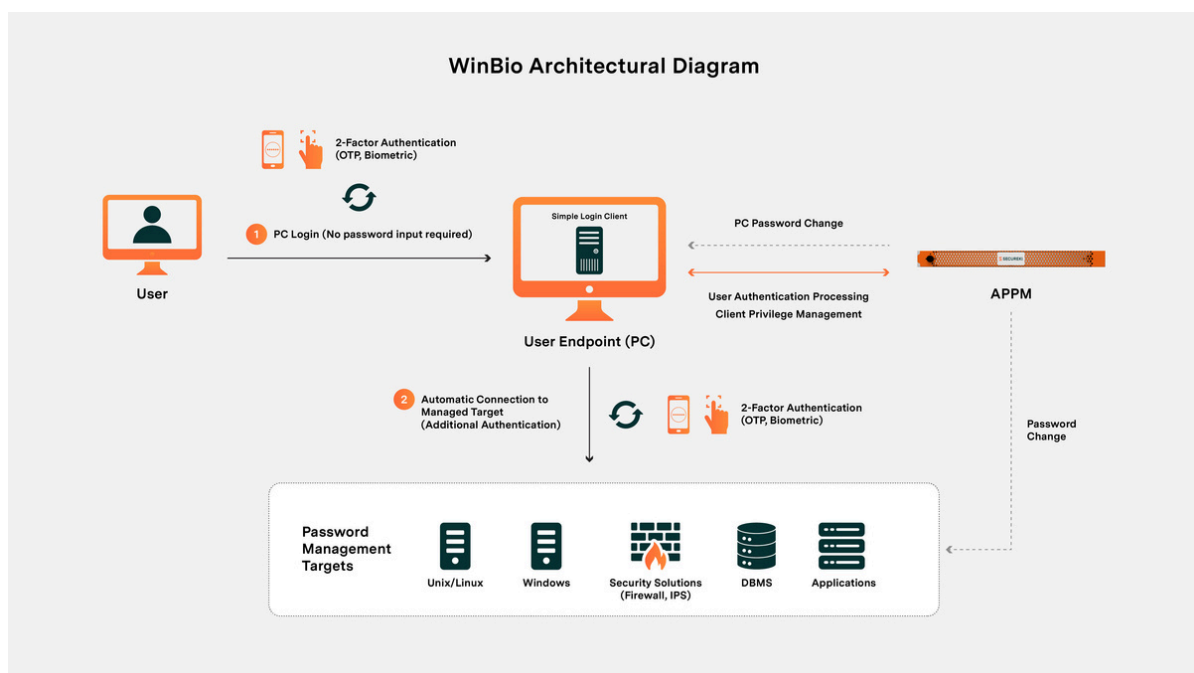 WinBio Architectural Diagram
2-Factor Authentication
(OTP, Biometric)
1
PC Login (No password input required)
User
Simple Login Client
User Endpoint (PC)
PC Password Change
User Authentication Processing
Client Privilege Management
SECUREKI
APPM
2
Automatic Connection to
Managed Target
(Additional Authentication)
2-Factor Authentication
(OTP, Biometric)
Password
Change
Password
Management
Targets
Unix/Linux
Windows
Security Solutions
(Firewall, IPS)
DBMS
Applications